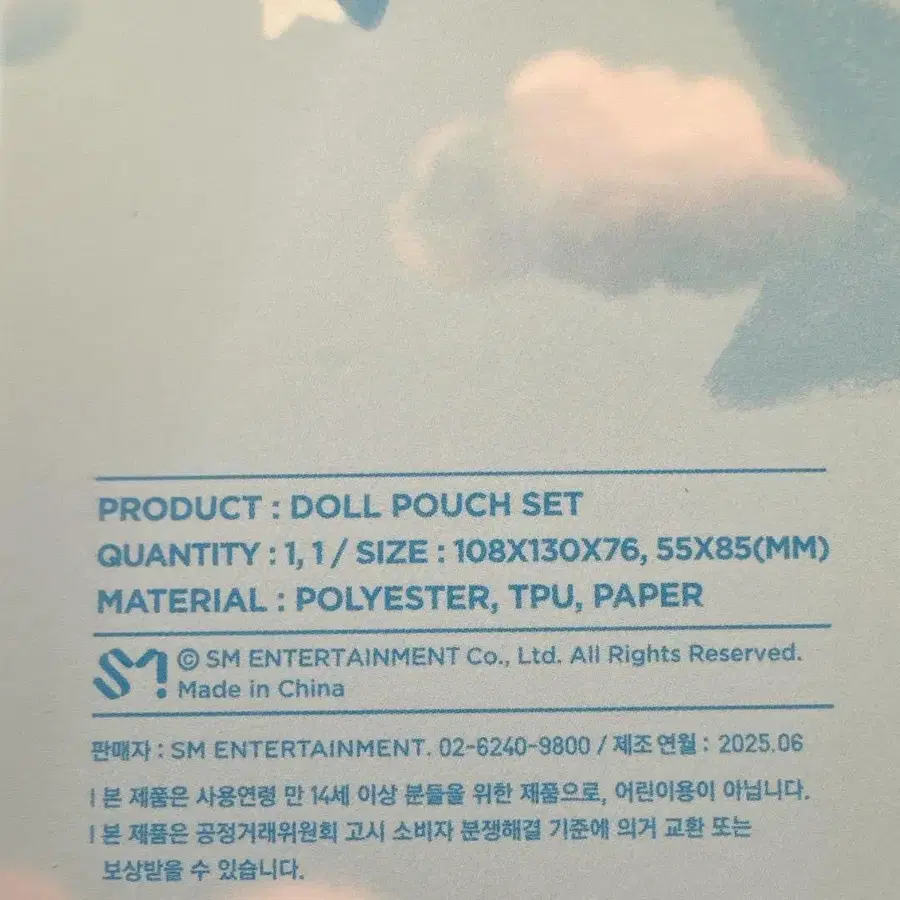 PRODUCT : DOLL POUCH SET
QUANTITY : 1, 1 / SIZE : 108X130X76, 55X85(MM)
MATERIAL : POLYESTER, TPU, PAPER
SM
© SM ENTERTAINMENT Co., Ltd. All Rights Reserved.
Made in China
판매자 : SM ENTERTAINMENT. 02-6240-9800 / 제조연월 : 2025.06
| 본 제품은 사용연령 만 14세 이상 분들을 위한 제품으로, 어린이용이 아닙니다.
| 본 제품은 공정거래위원회 고시 소비자 분쟁해결 기준에 의거 교환 또는
보상받을 수 있습니다.